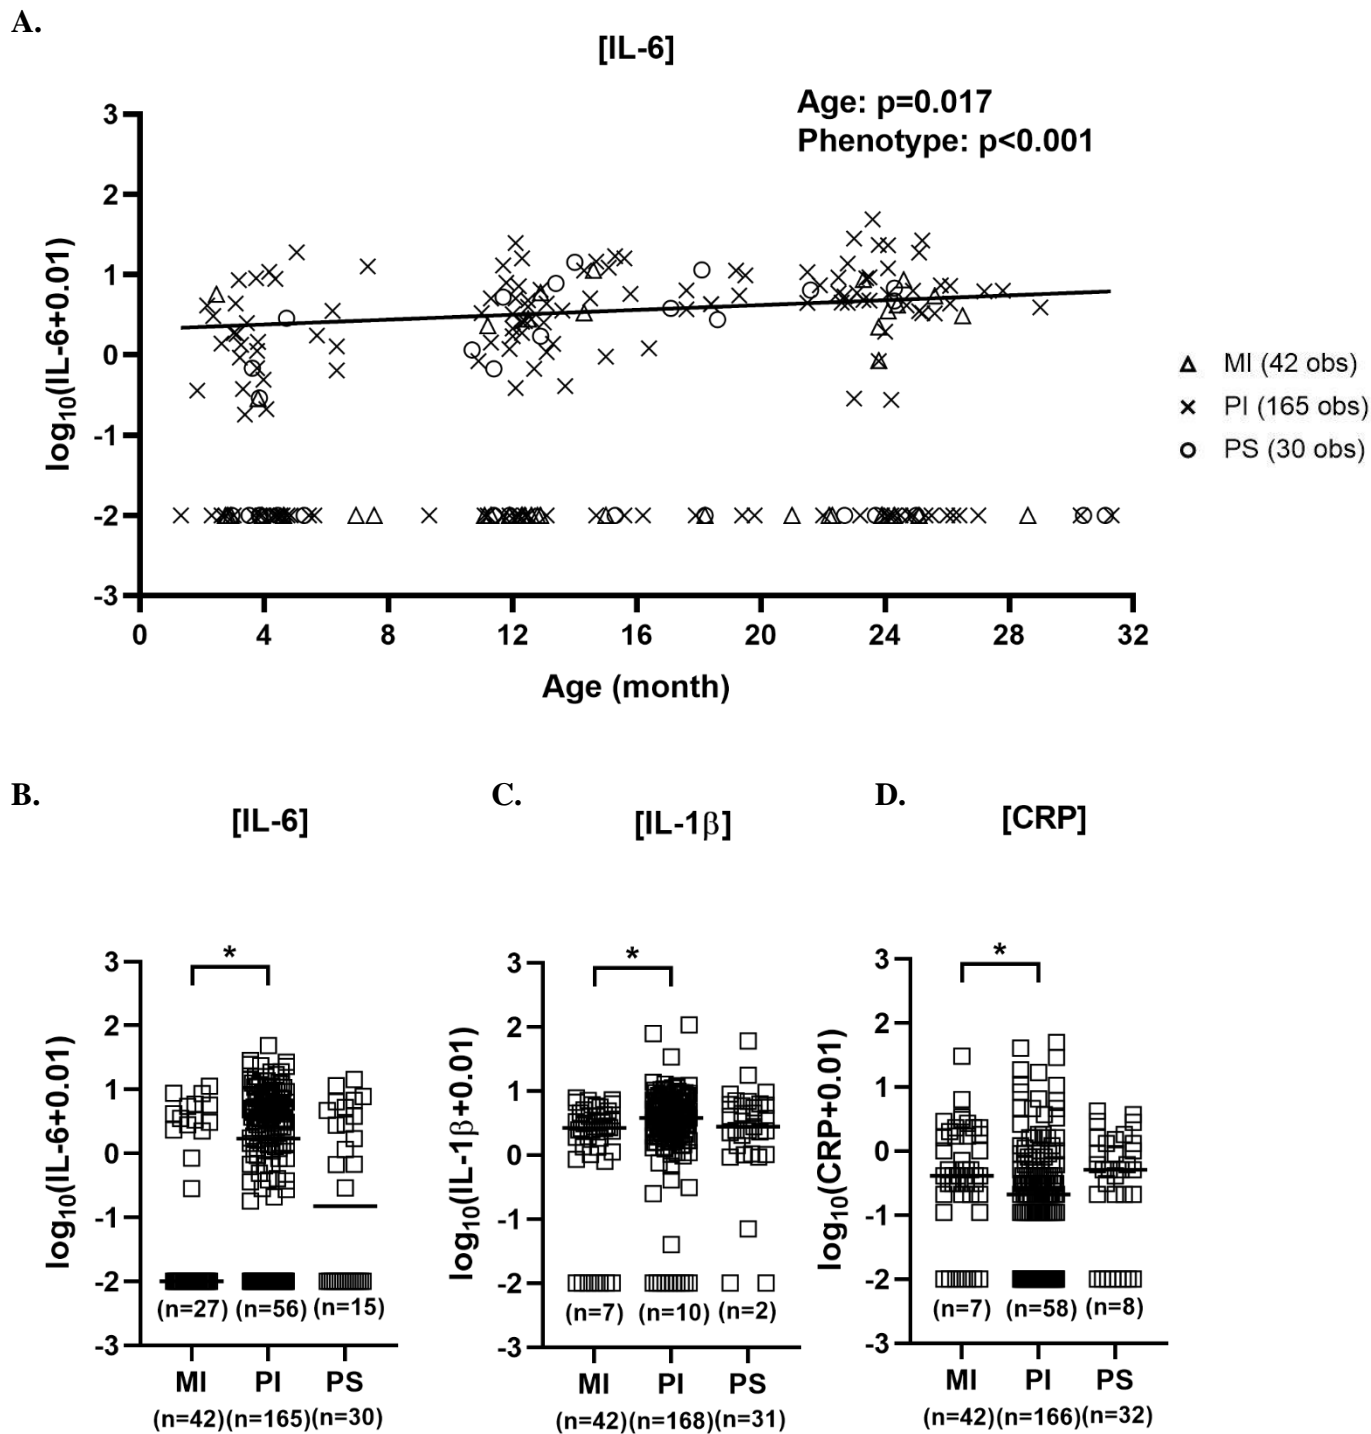 A.
[IL-6]
Age: p=0.017
Phenotype: p<0.001
log₁₀(IL-6+0.01)
3
2
1
0
-1
-2
-3
0 4 8 12 16 20 24 28 32
Age (month)
MI (42 obs)
PI (165 obs)
PS (30 obs)
B.
[IL-6]
*
log₁₀(IL-6+0.01)
3
2
1
0
-1
-2
-3
(n=27) (n=56) (n=15)
MI PI PS
(n=42) (n=165) (n=30)
C.
[IL-1β]
*
log₁₀(IL-1β+0.01)
3
2
1
0
-1
-2
-3
(n=7) (n=10) (n=2)
MI PI PS
(n=42) (n=168) (n=31)
D.
[CRP]
*
log₁₀(CRP+0.01)
3
2
1
0
-1
-2
-3
(n=7) (n=58) (n=8)
MI PI PS
(n=42) (n=166) (n=32)